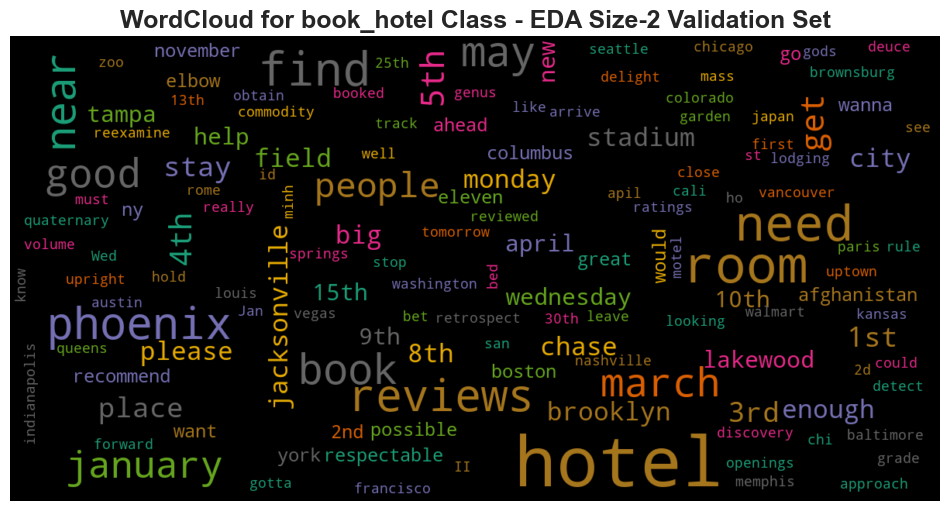 WordCloud for book_hotel Class - EDA Size-2 Validation Set
november
zoo
find
25th
may
5th
new
seattle
chicago
go
gods
deuce
near
elbow
13th
obtain
booked
genus
delight
mass
brownsburg
tampa
commodity
like
arrive
colorado
get
wanna
reexamine
help
track
ahead
garden
japan
see
stadium
first
good
stay
field
well
columbus
st
lodging
city
rome
id
people
monday
close
must
ny
really
minh
eleven
apil
cali
ho
vancouver
quaternary
4th
reviewed
ratings
need
volume
Wed
big
tomorrow
april
would
motel
paris
rule
springs
stop
great
room
uptown
know
upright
hold
jacksonville
washington
bed
austin
louis
15th
wednesday
10th
afghanistan
Jan
vegas
bet
retrospect
30th
leave
looking
walmart
kansas
phoenix
9th
san
chase
1st
queens
please
8th
nashville
lakewood
could
indianapolis
recommend
book
boston
march
2d
detect
place
reviews
brooklyn
3rd
enough
want
2nd
possible
discovery
chi
baltimore
forward
york
respectable
II
hotel
openings
grade
january
gotta
francisco
memphis
approach